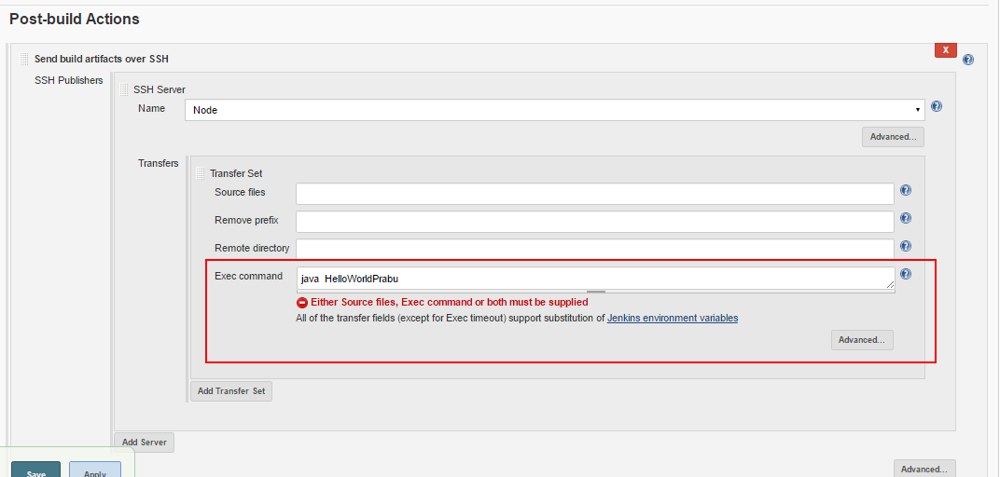 Post-build Actions
X
Send build artifacts over SSH
SSH Publishers
SSH Server
Name
Node
Advanced...
Transfers
Transfer Set
Source files
Remove prefix
Remote directory
Exec command
java HelloWorldPrabu
Either Source files, Exec command or both must be supplied
All of the transfer fields (except for Exec timeout) support substitution of Jenkins environment variables
Advanced...
Add Transfer Set
Add Server
Advanced...
Save
Apply